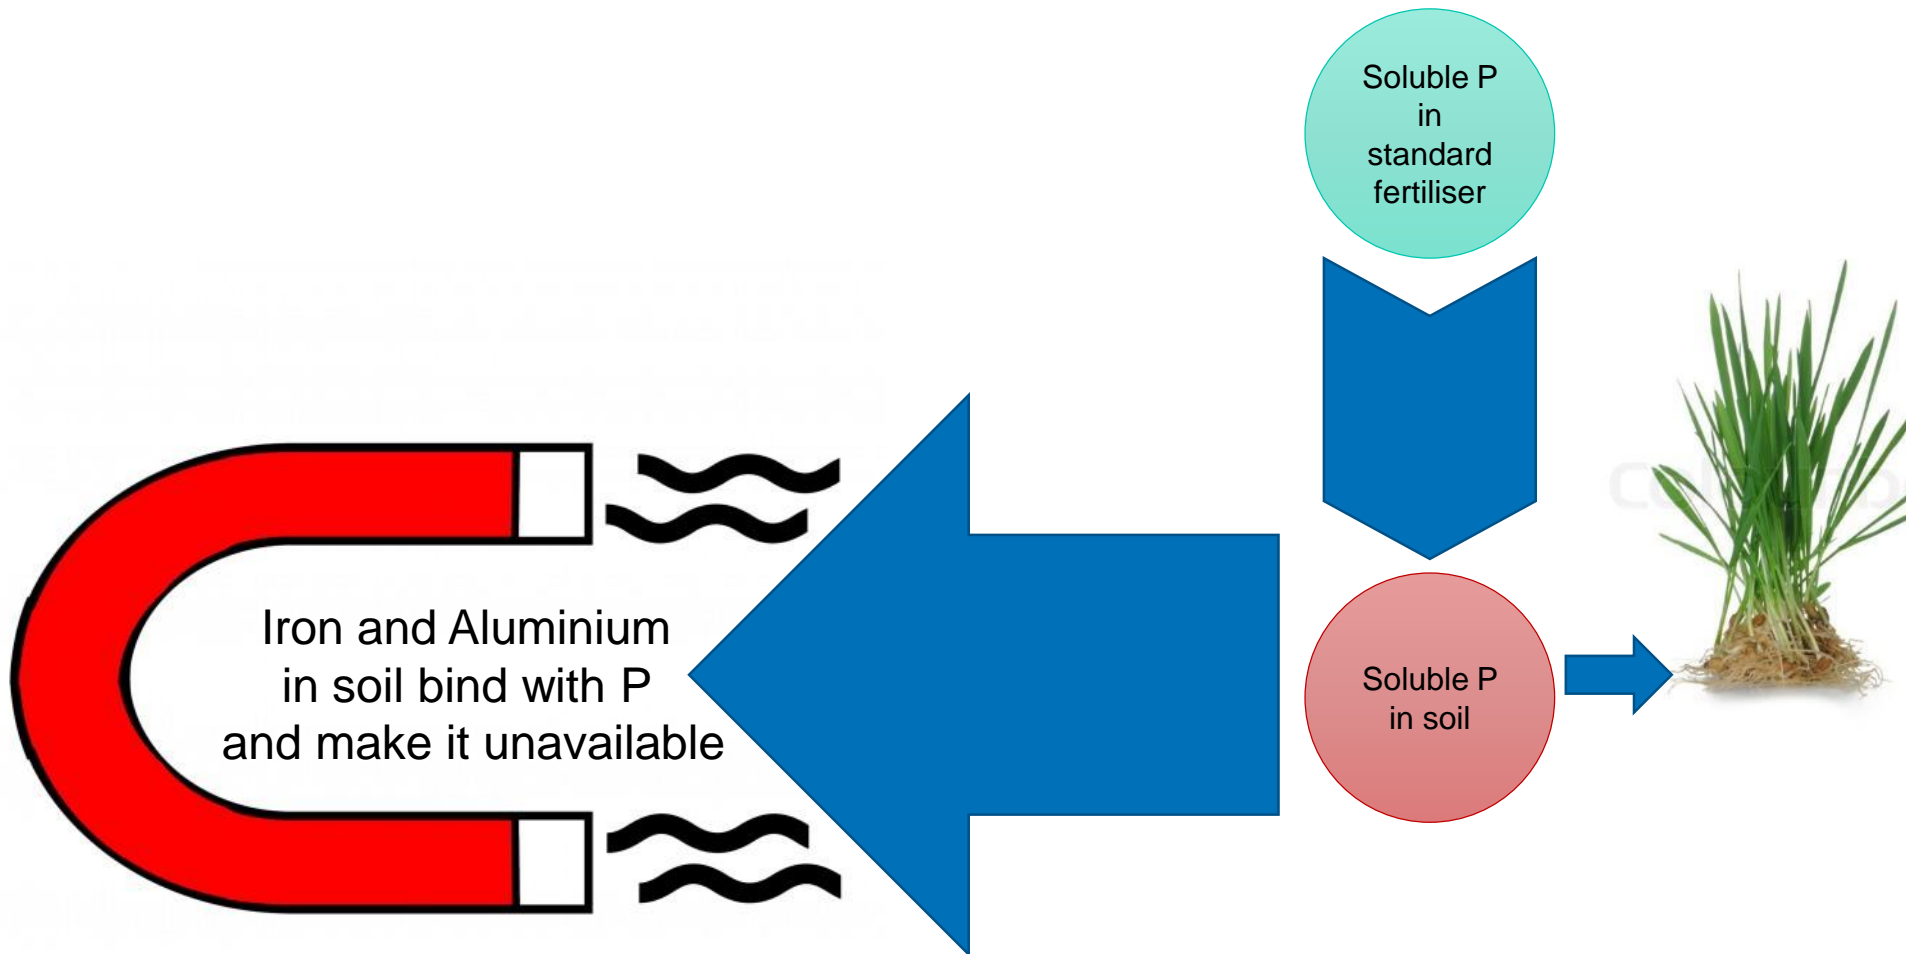 Soluble P
in
standard
fertiliser
Iron and Aluminium
in soil bind with P
and make it unavailable
Soluble P
in soil